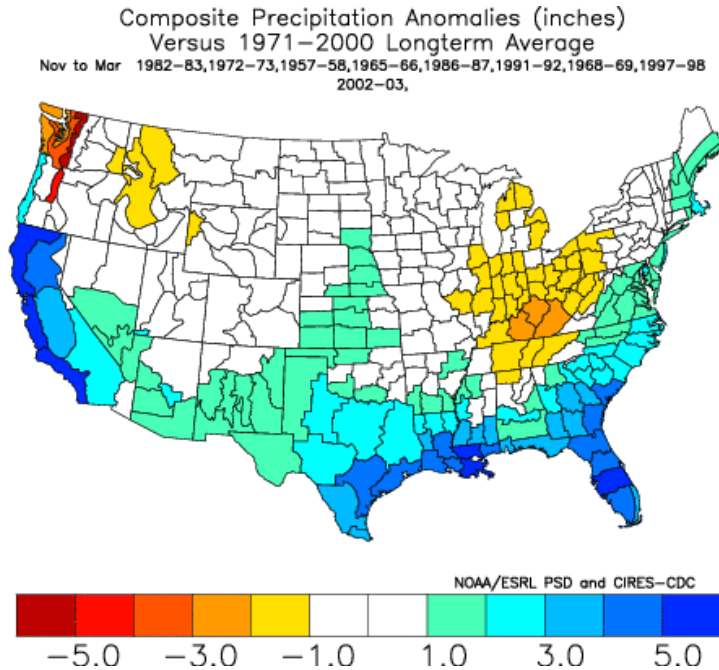 Composite Precipitation Anomalies (inches)
Versus 1971-2000 Longterm Average
Nov to Mar 1982-83,1972-73,1957-58,1965-66,1986-87,1991-92,1968-69,1997-98
2002-03,
NOAA/ESRL PSD and CIRES-CDC
-5.0 -3.0 -1.0 1.0 3.0 5.0